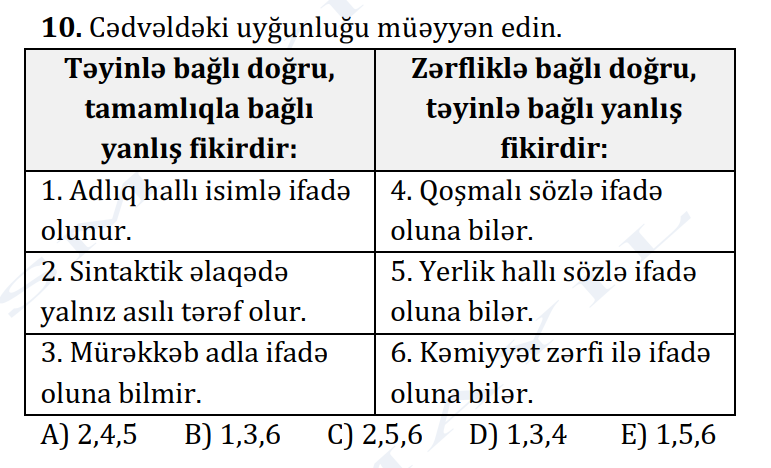 10. Cədvəldəki uyğunluğu müəyyən edin.
Təyinlə bağlı doğru,
tamamlıqla bağlı
yanlış fikirdir:
Zərfliklə bağlı doğru,
təyinlə bağlı yanlış
fikirdir:
1. Adlıq hallı isimlə ifadə
olunur.
4. Qoşmalı sözlə ifadə
oluna bilər.
2. Sintaktik əlaqədə
yalnız asılı tərəf olur.
5. Yerlik hallı sözlə ifadə
oluna bilər.
3. Mürəkkəb adla ifadə
oluna bilmir.
6. Kəmiyyət zərfi ilə ifadə
oluna bilər.
A) 2,4,5 B) 1,3,6 C) 2,5,6 D) 1,3,4 E) 1,5,6